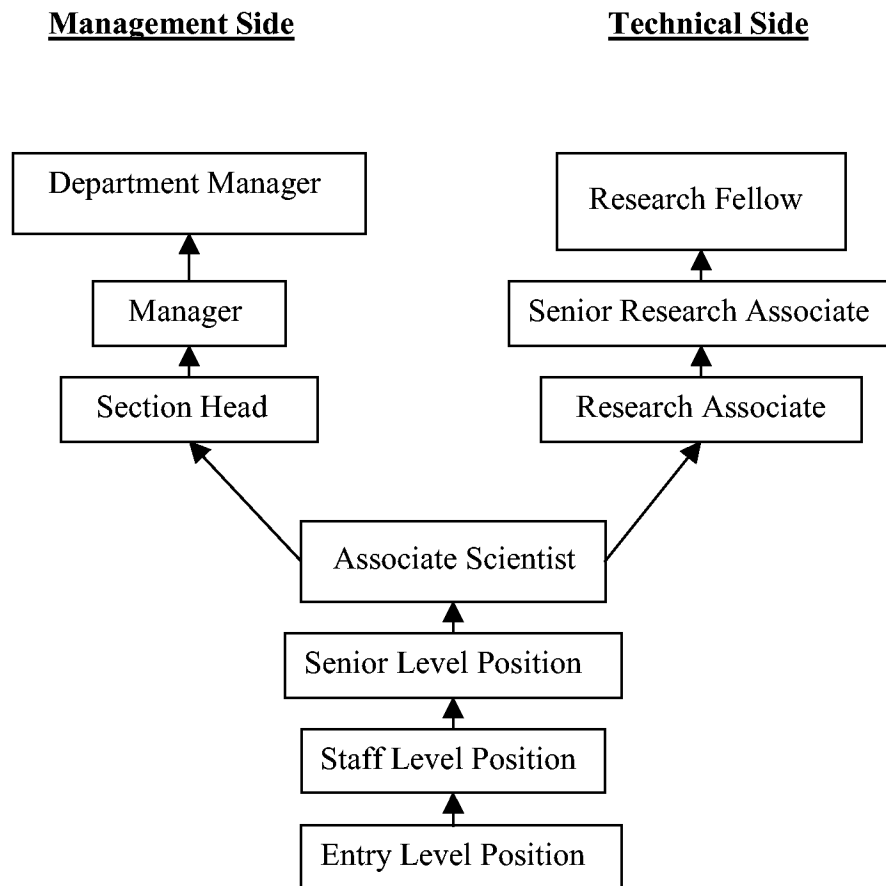 Management Side
Technical Side
Department Manager
Research Fellow
Manager
Senior Research Associate
Section Head
Research Associate
Associate Scientist
Senior Level Position
Staff Level Position
Entry Level Position